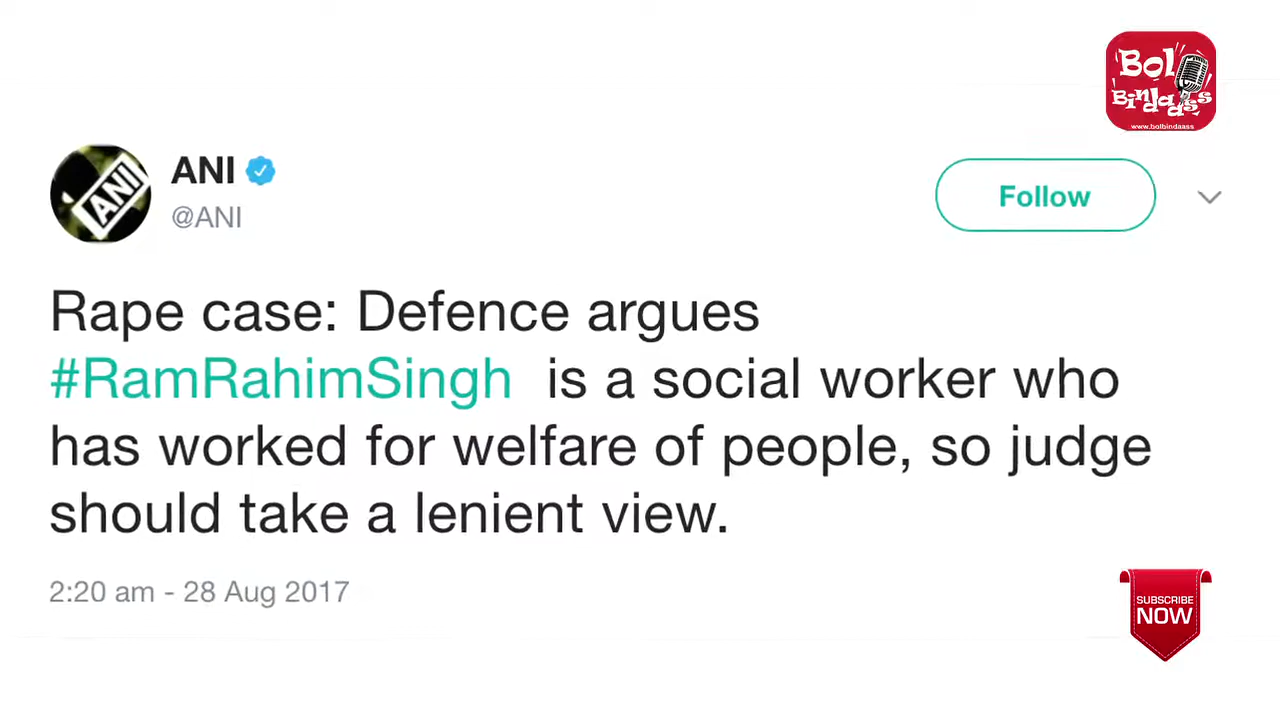 Bol
Bindaass
www.bolbindaass
ANI
ANI
@ANI
Follow
Rape case: Defence argues
#RamRahimSingh is a social worker who
has worked for welfare of people, so judge
should take a lenient view.
2:20 am - 28 Aug 2017
SUBSCRIBE
NOW